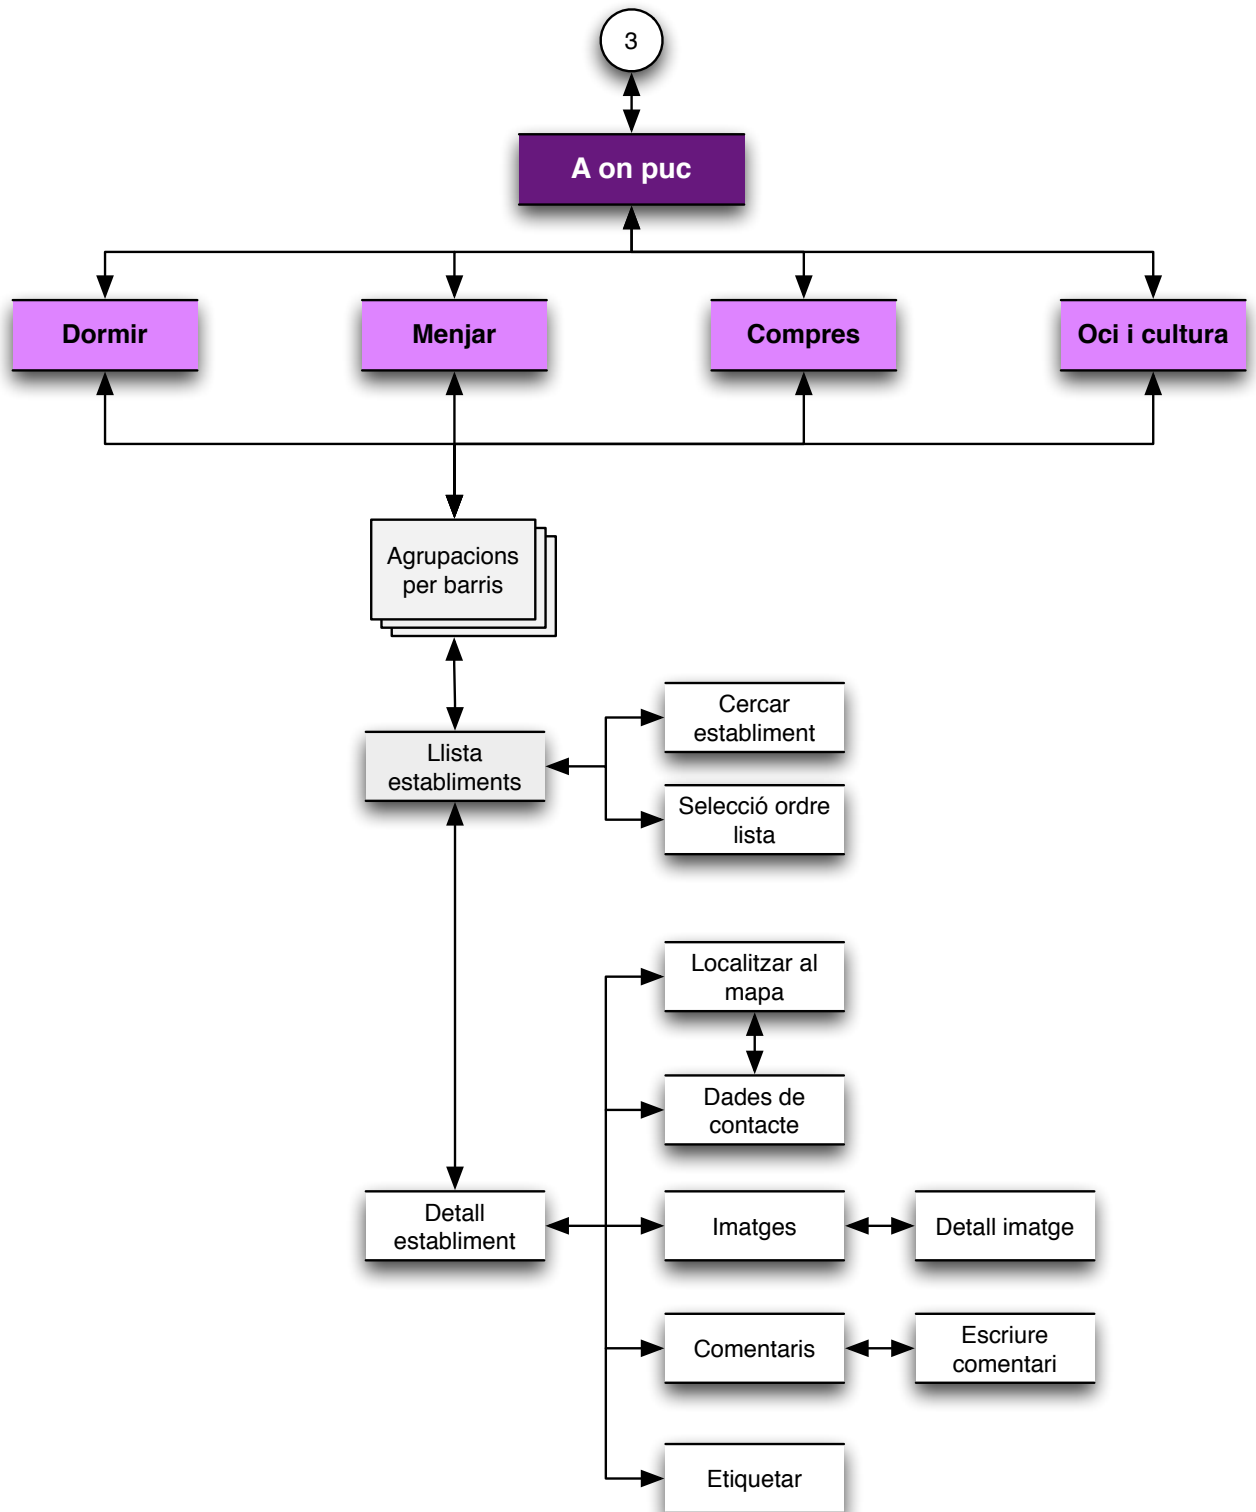 3
A on puc
Dormir
Menjar
Compres
Oci i cultura
Agrupacions
per barris
Llista
establiments
Cercar
establiment
Selecció ordre
lista
Localitzar al
mapa
Dades de
contacte
Detall
establiment
Imatges
Detall imatge
Comentaris
Escriure
comentari
Etiquetar